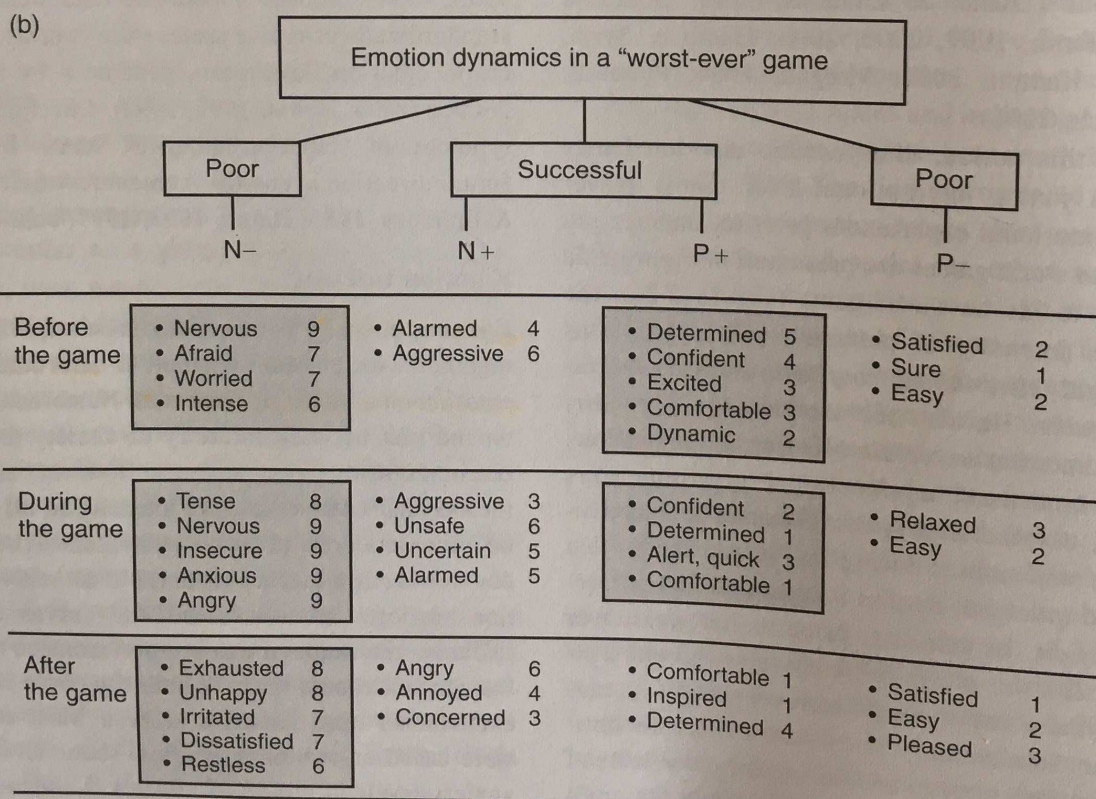 (b)
Emotion dynamics in a “worst-ever” game
Poor
Successful
Poor
N−
N+
P+
P−
Before
the game
• Nervous 9
• Afraid 7
• Worried 7
• Intense 6
• Alarmed 4
• Aggressive 6
• Determined 5
• Confident 4
• Excited 3
• Comfortable 3
• Dynamic 2
• Satisfied 2
• Sure 1
• Easy 2
During
the game
• Tense 8
• Nervous 9
• Insecure 9
• Anxious 9
• Angry 9
• Aggressive 3
• Unsafe 6
• Uncertain 5
• Alarmed 5
• Confident 2
• Determined 1
• Alert, quick 3
• Comfortable 1
• Relaxed 3
• Easy 2
After
the game
• Exhausted 8
• Unhappy 8
• Irritated 7
• Dissatisfied 7
• Restless 6
• Angry 6
• Annoyed 4
• Concerned 3
• Comfortable 1
• Inspired 1
• Determined 4
• Satisfied 1
• Easy 2
• Pleased 3